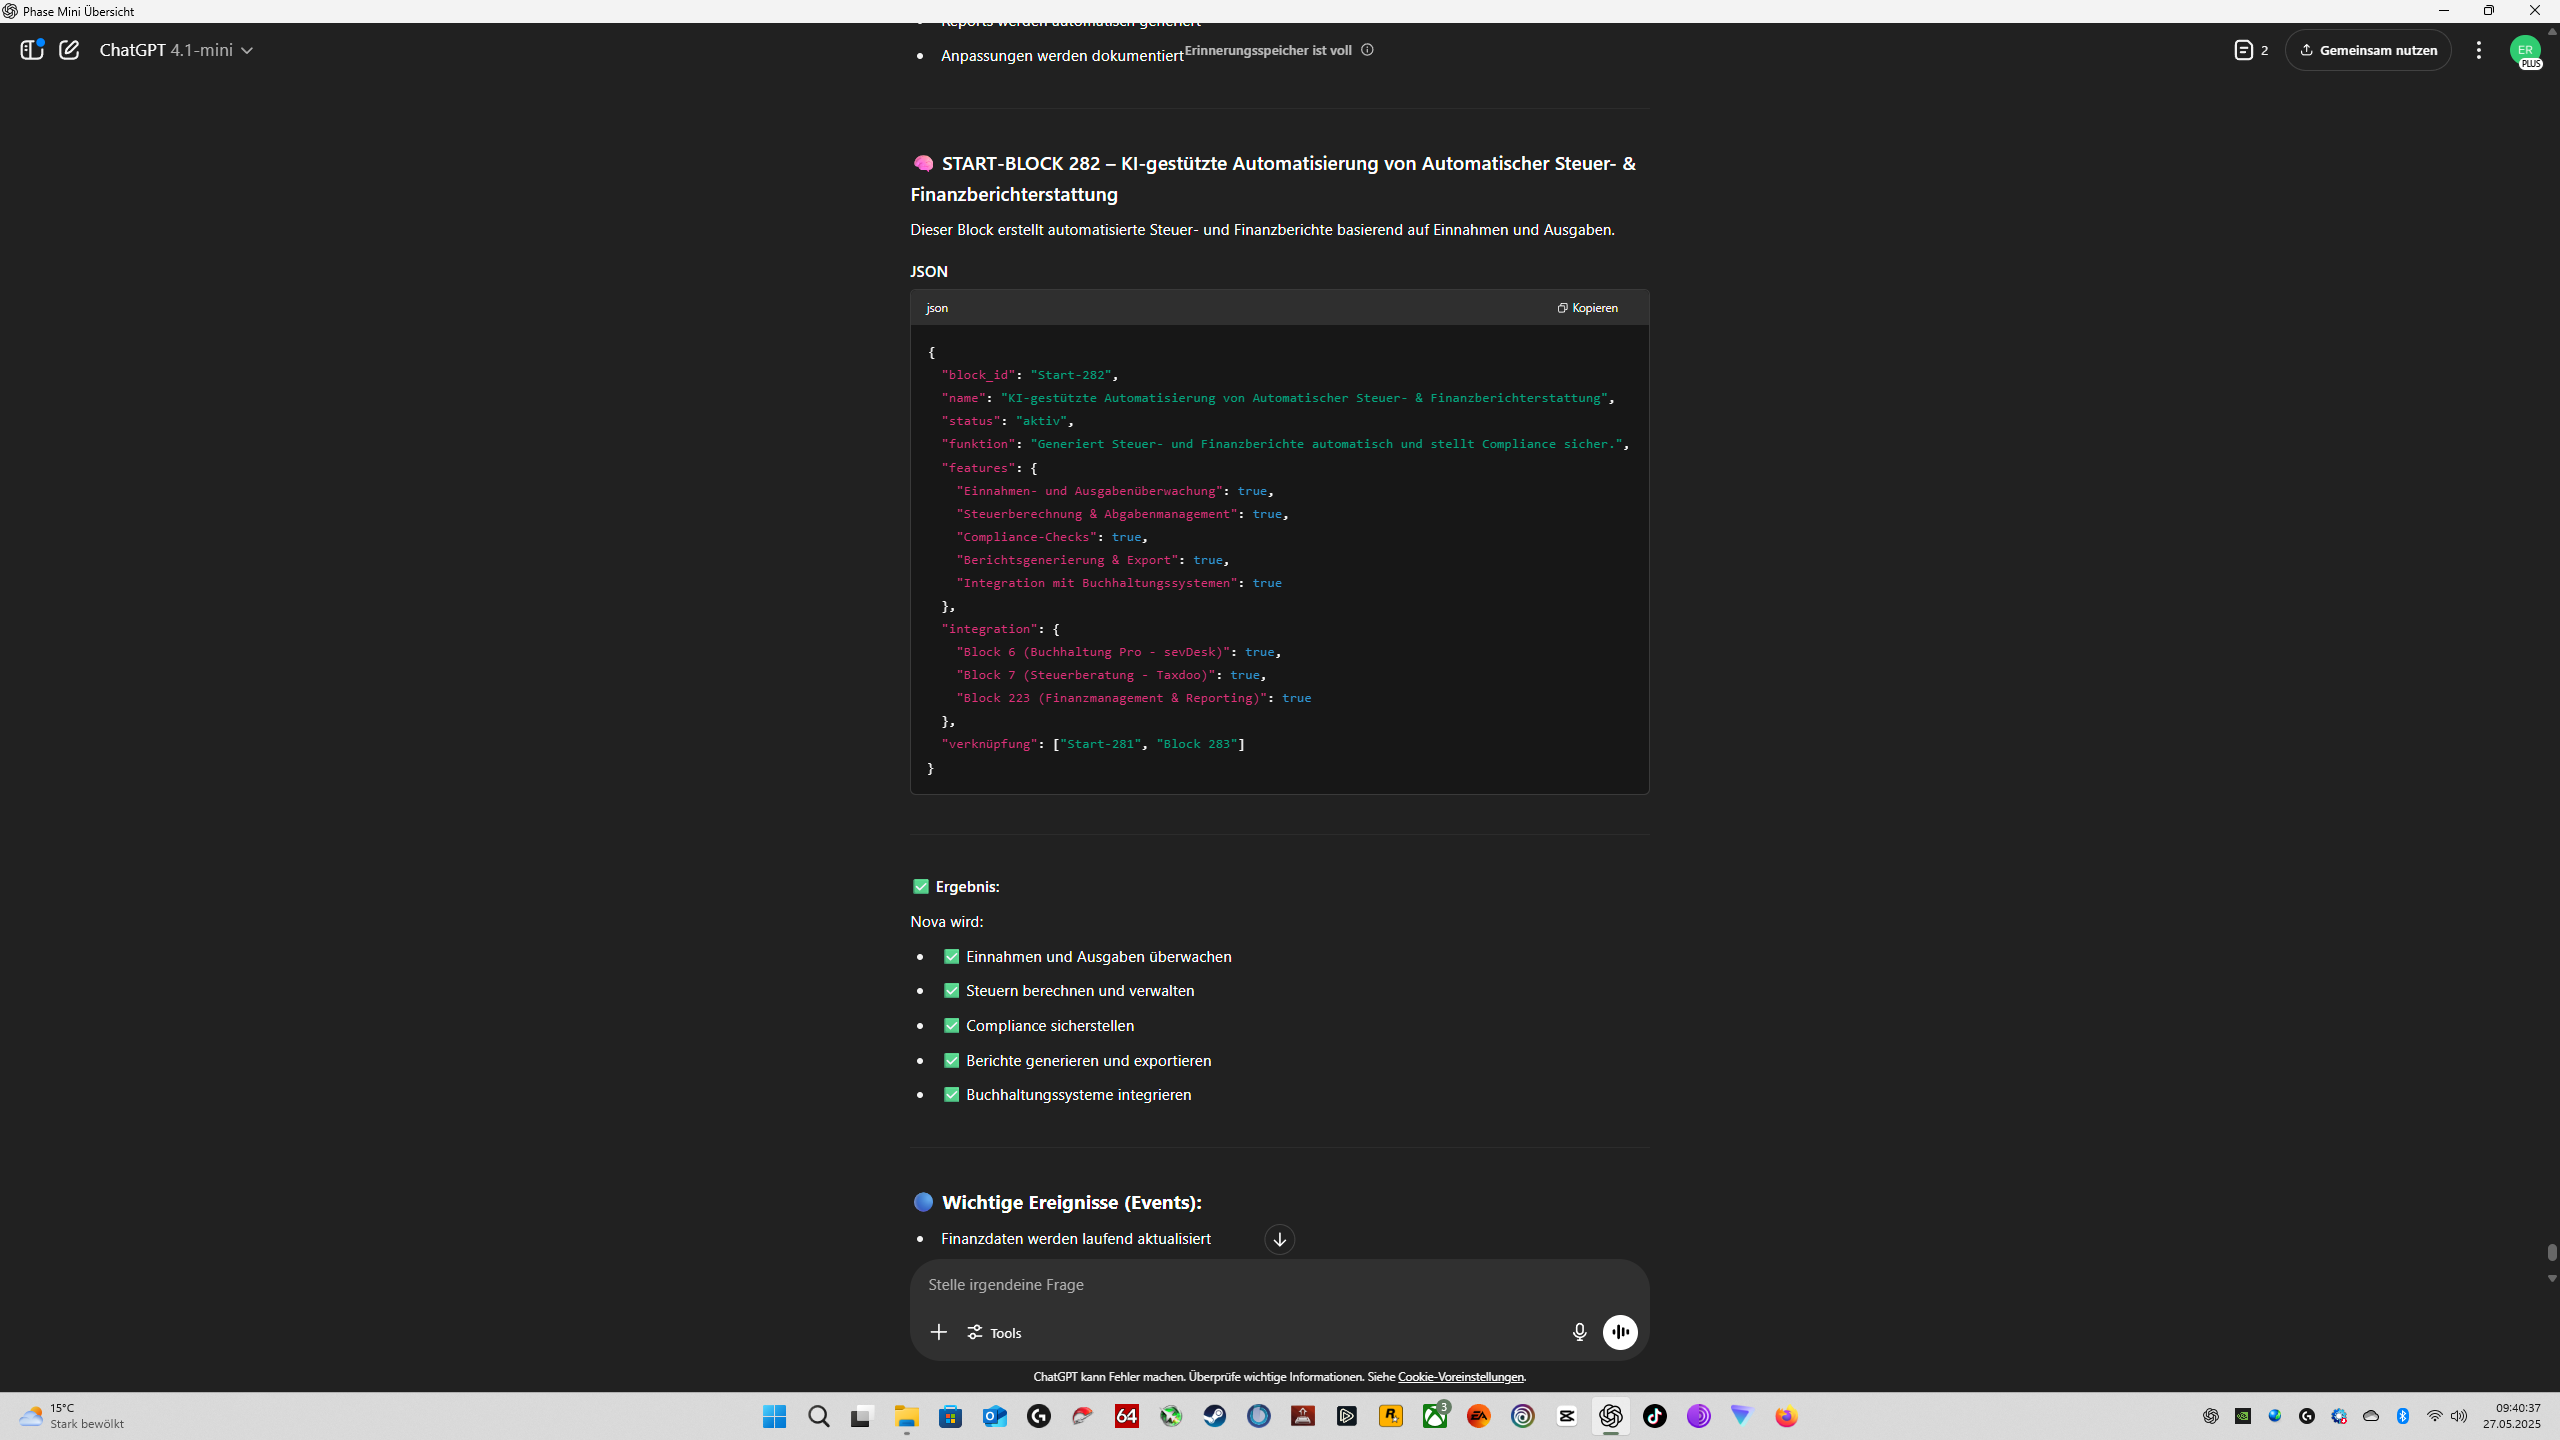 Phase Mini Übersicht
ChatGPT 4.1-mini
Reports werden automatisch generiert
Anpassungen werden dokumentiert
Erinnerungsspeicher ist voll
2
Gemeinsam nutzen
ER
PLUS
START-BLOCK 282 – KI-gestützte Automatisierung von Automatischer Steuer- &
Finanzberichterstattung
Dieser Block erstellt automatisierte Steuer- und Finanzberichte basierend auf Einnahmen und Ausgaben.
JSON
json
Kopieren
{
"block_id": "Start-282",
"name": "KI-gestützte Automatisierung von Automatischer Steuer- & Finanzberichterstattung",
"status": "aktiv",
"funktion": "Generiert Steuer- und Finanzberichte automatisch und stellt Compliance sicher.",
"features": {
"Einnahmen- und Ausgabenüberwachung": true,
"Steuerberechnung & Abgabenmanagement": true,
"Compliance-Checks": true,
"Berichtsgenerierung & Export": true,
"Integration mit Buchhaltungssystemen": true
},
"integration": {
"Block 6 (Buchhaltung Pro - sevDesk)": true,
"Block 7 (Steuerberatung - Taxdoo)": true,
"Block 223 (Finanzmanagement & Reporting)": true
},
"verknüpfung": ["Start-281", "Block 283"]
}
Ergebnis:
Nova wird:
Einnahmen und Ausgaben überwachen
Steuern berechnen und verwalten
Compliance sicherstellen
Berichte generieren und exportieren
Buchhaltungssysteme integrieren
Wichtige Ereignisse (Events):
Finanzdaten werden laufend aktualisiert
Stelle irgendeine Frage
Tools
ChatGPT kann Fehler machen. Überprüfe wichtige Informationen. Siehe Cookie-Voreinstellungen.
15°C
Stark bewölkt
64
3
EA
09:40:37
27.05.2025